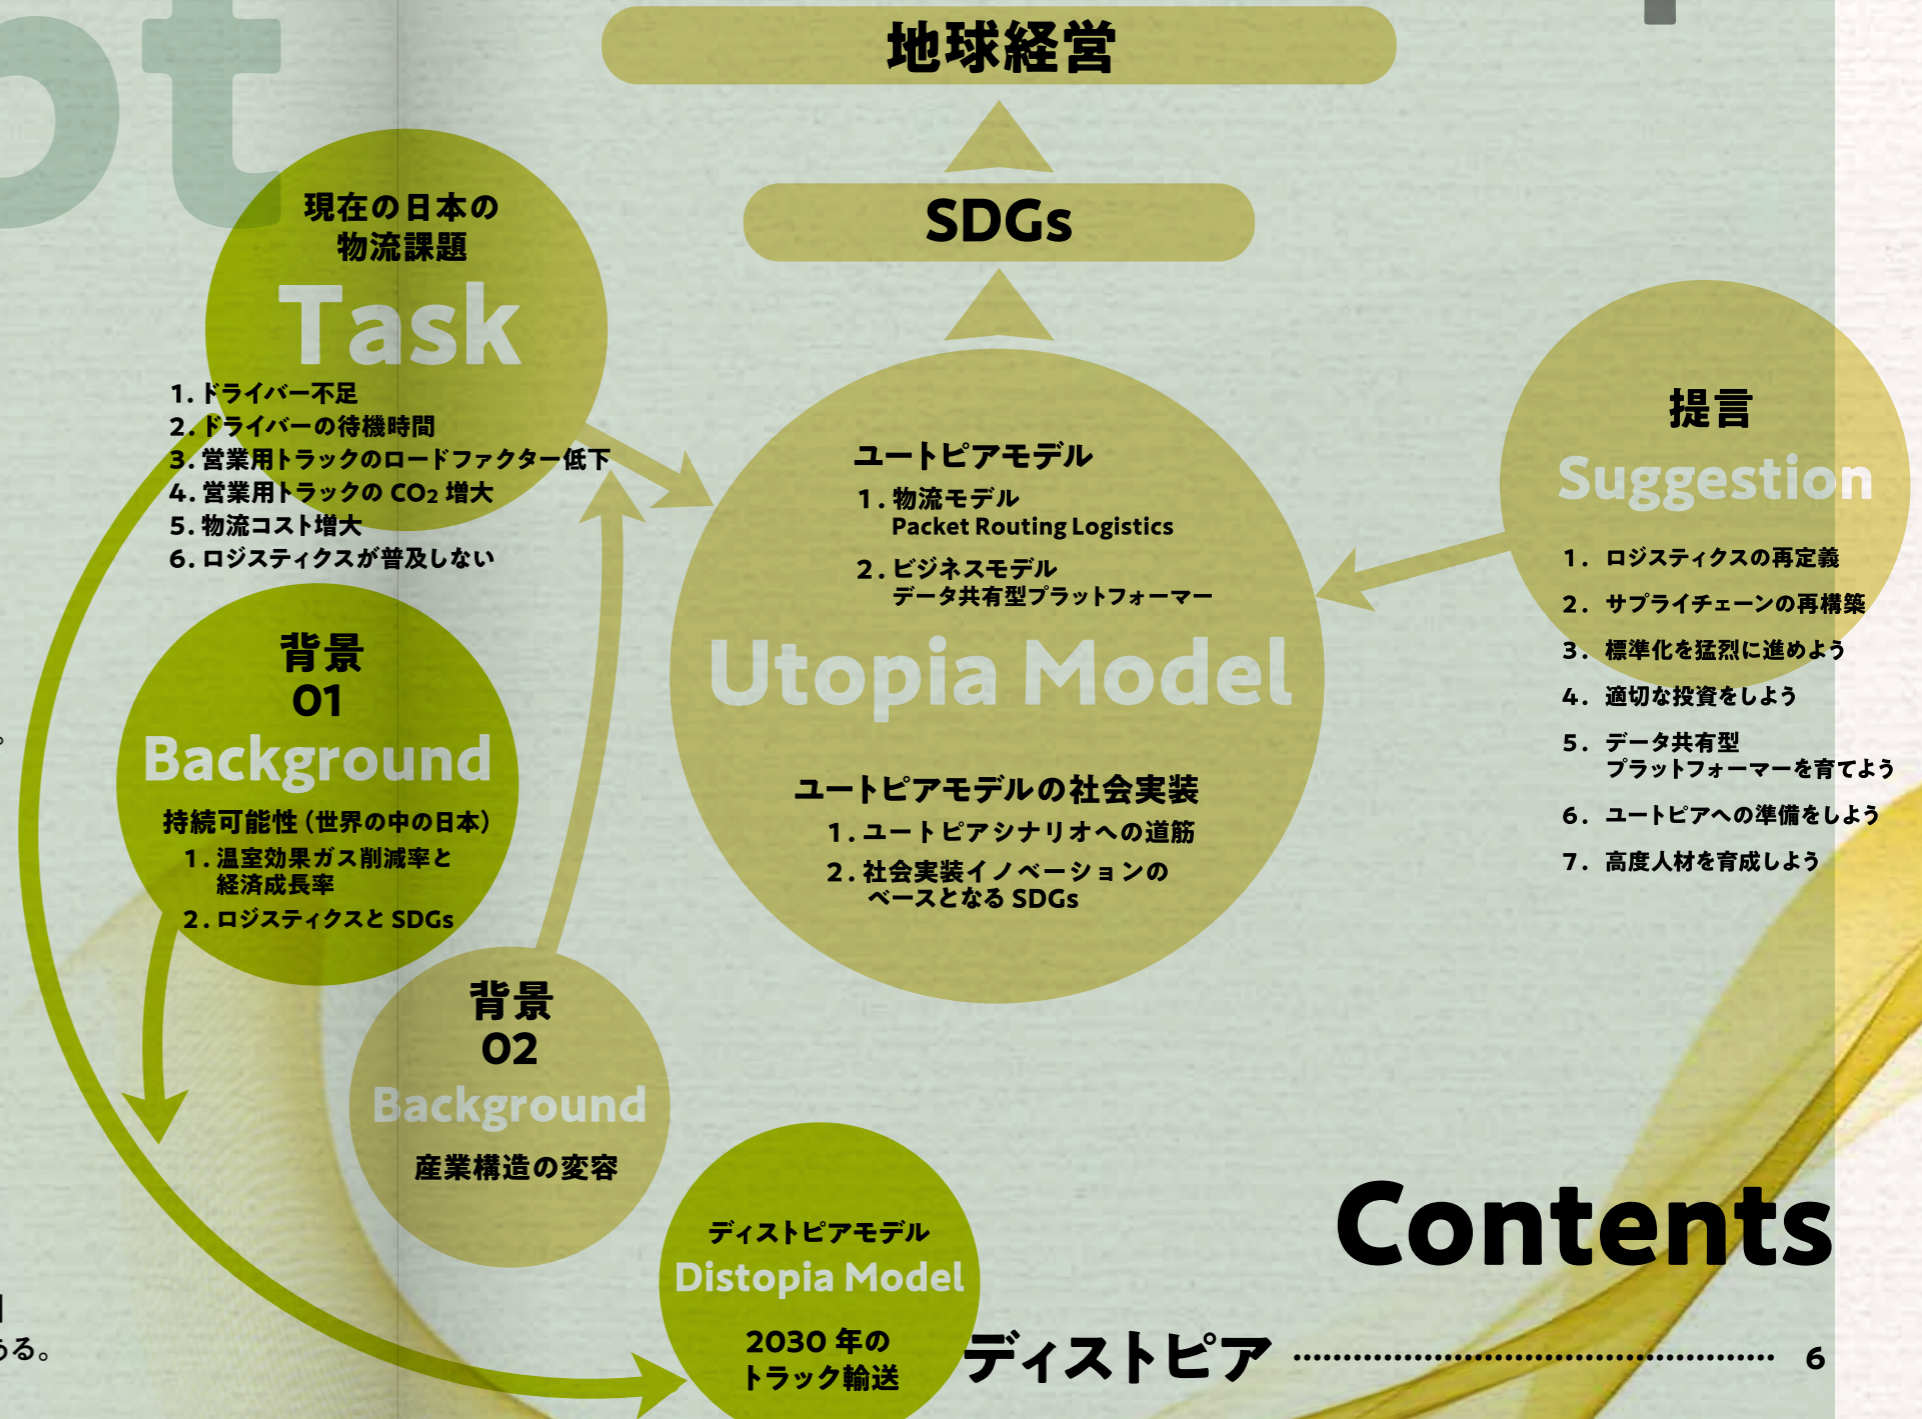 pt
地球経営
SDGs
現在の日本の
物流課題
Task
1. ドライバー不足
2. ドライバーの待機時間
3. 営業用トラックのロードファクター低下
4. 営業用トラックの CO2 増大
5. 物流コスト増大
6. ロジスティクスが普及しない
背景
01
Background
持続可能性（世界の中の日本）
1. 温室効果ガス削減率と
経済成長率
2. ロジスティクスと SDGs
背景
02
Background
産業構造の変容
ユートピアモデル
1. 物流モデル
Packet Routing Logistics
2. ビジネスモデル
データ共有型プラットフォーマー
Utopia Model
ユートピアモデルの社会実装
1. ユートピアシナリオへの道筋
2. 社会実装イノベーションの
ベースとなる SDGs
提言
Suggestion
1. ロジスティクスの再定義
2. サプライチェーンの再構築
3. 標準化を猛烈に進めよう
4. 適切な投資をしよう
5. データ共有型
プラットフォーマーを育てよう
6. ユートピアへの準備をしよう
7. 高度人材を育成しよう
ディストピアモデル
Distopia Model
2030 年の
トラック輸送
Contents
ディストピア 6
。
ある。